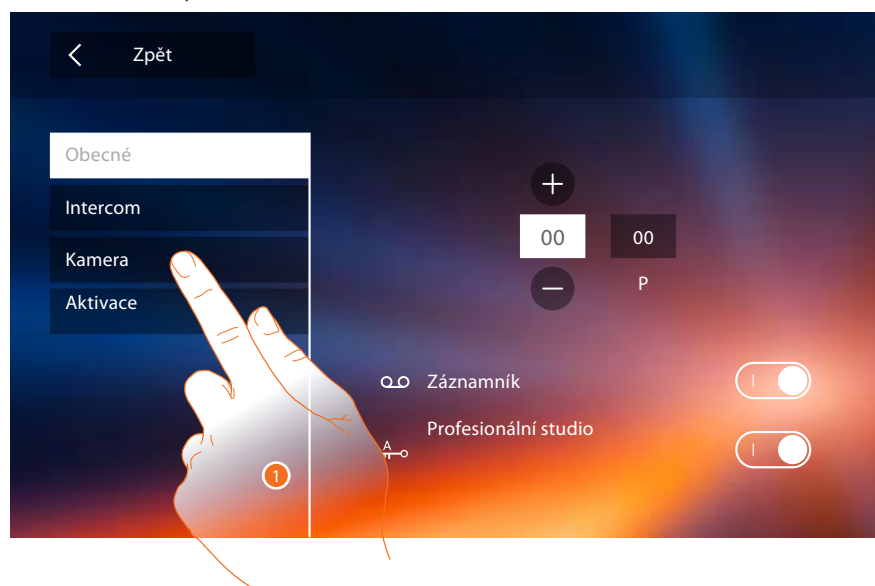 Zpět
Obecné
Intercom
Kamera
Aktivace
00 00
P
Záznamník
Profesionální studio
A
1